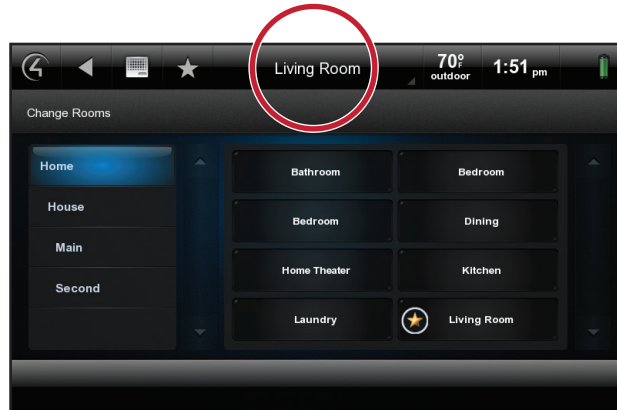 Living Room
70°F
outdoor
1:51 pm
Change Rooms
Home
House
Main
Second
Bathroom
Bedroom
Bedroom
Dining
Home Theater
Kitchen
Laundry
Living Room